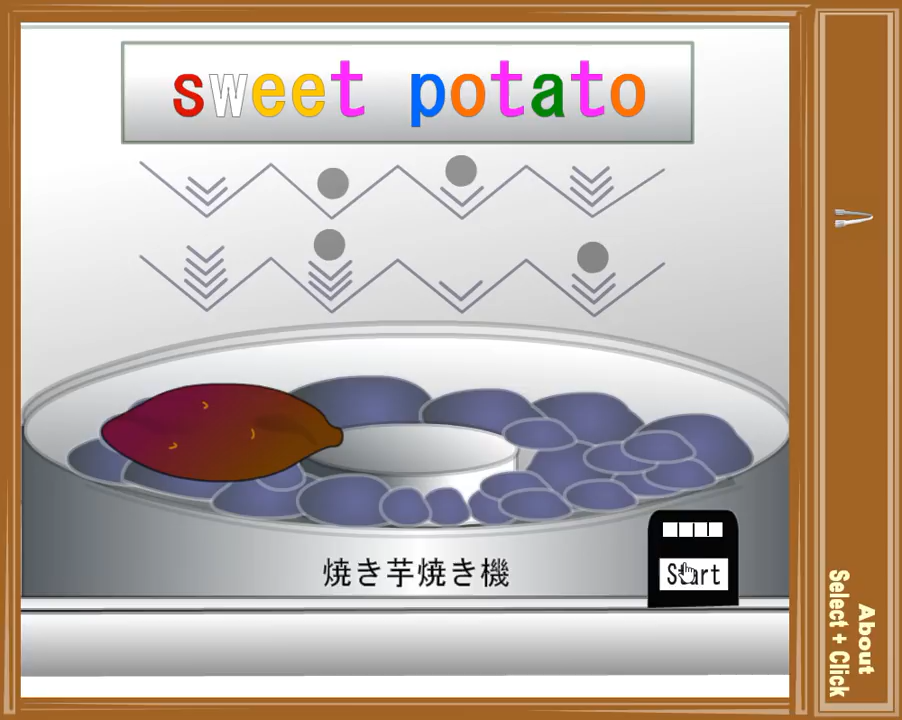 sweet potato
焼き芋焼き機
Start
About
Select + Click